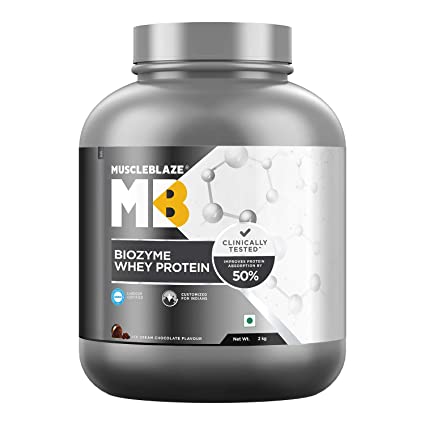 MUSCLEBLAZE®
MB
BIOZYME
WHEY PROTEIN
CLINICALLY
TESTED
IMPROVES PROTEIN
ABSORPTION BY
50%
CUSTOMIZED
FOR INDIANS
ICE CREAM CHOCOLATE FLAVOUR
Net Wt. 2 kg